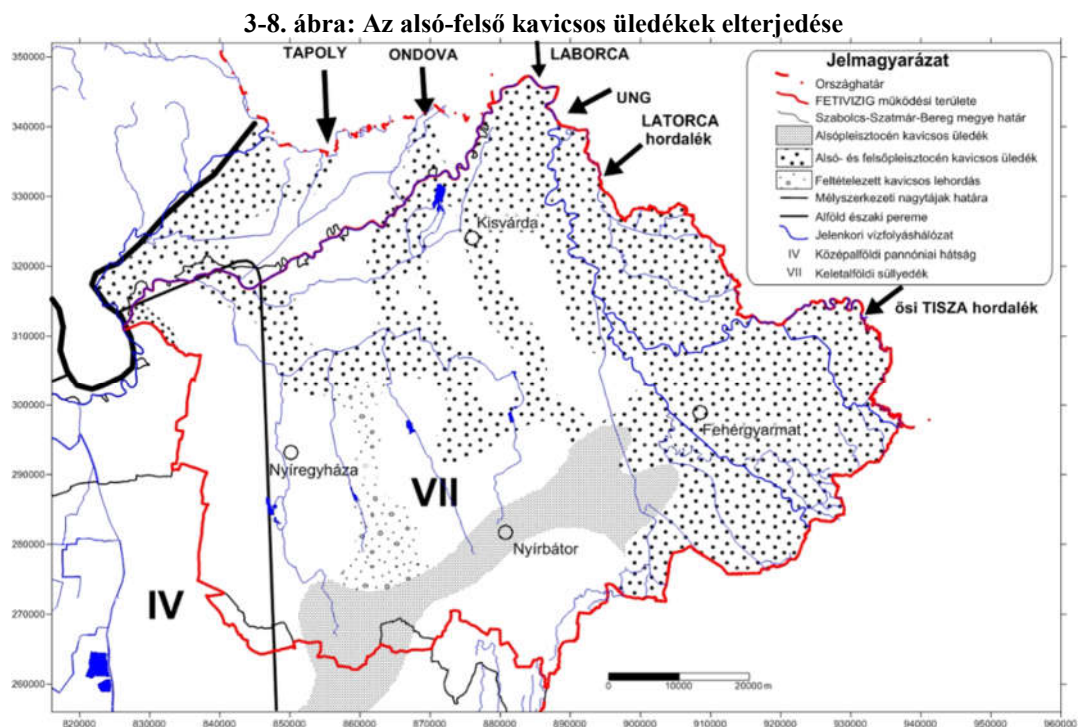 3-8. ábra: Az alsó-felső kavicsos üledékek elterjedése
TAPOLY
ONDOVA
LABORCA
UNG
LATORCA
hordalék
ősi TISZA hordalék
Jelmagyarázat
Országhatár
FETIVIZIG működési területe
Szabolcs-Szatmár-Bereg megye határ
Alsópleisztocén kavicsos üledék
Alsó- és felsőpleisztocén kavicsos üledék
Feltételezett kavicsos lehordás
Mélyszerkezeti nagytájak határa
Alföld északi pereme
Jelenkori vízfolyáshálózat
IV Középalföldi pannóniai hátság
VII Keletalföldi süllyedék
Kisvárda
Fehérgyarmat
Nyíregyháza
VII
Nyírbátor
IV
350000
340000
330000
320000
310000
300000
290000
280000
270000
260000
0 10000 20000 m
820000 830000 840000 850000 860000 870000 880000 890000 900000 910000 920000 930000 940000 950000 960000